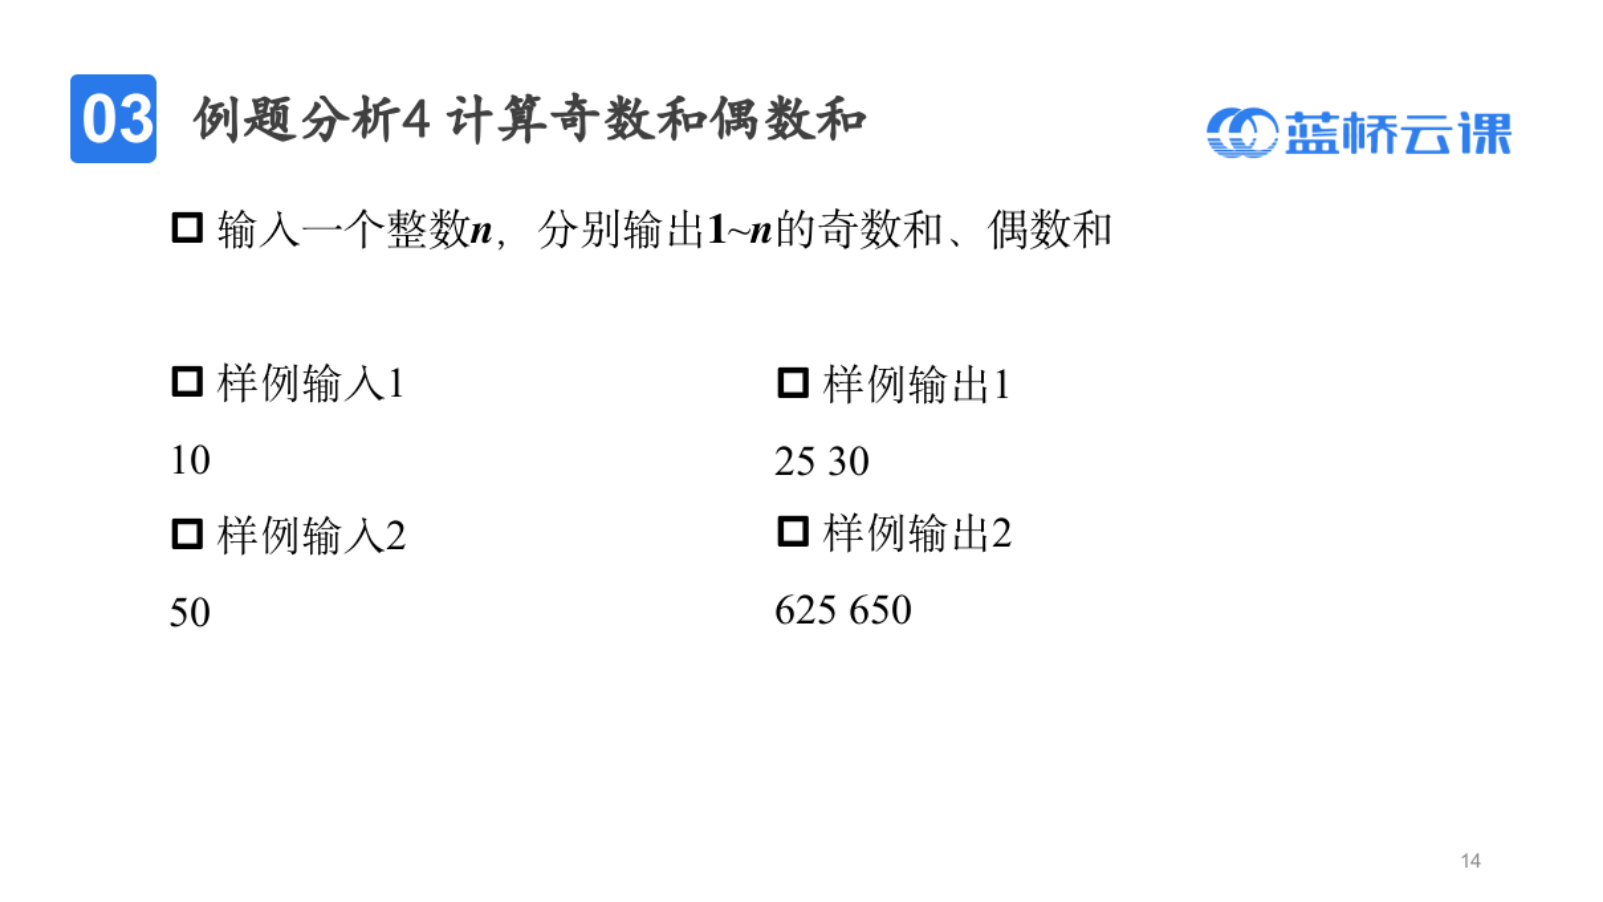 03 例题分析4 计算奇数和偶数和
蓝桥云课
输入一个整数n，分别输出1~n的奇数和、偶数和
样例输入1
10
样例输入2
50
样例输出1
25 30
样例输出2
625 650
14